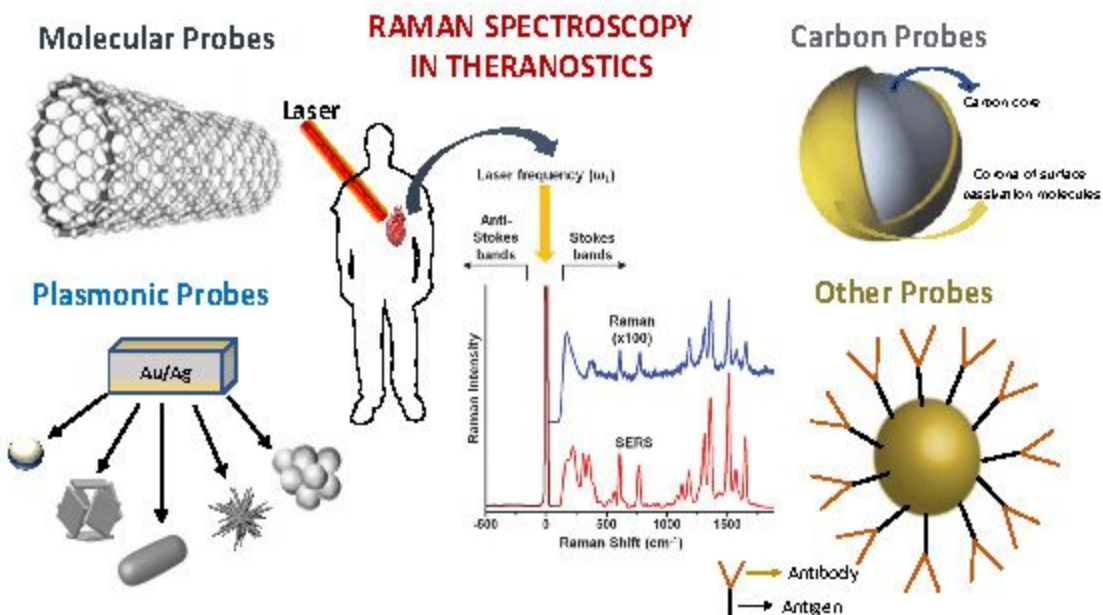 RAMAN SPECTROSCOPY
IN THERANOSTICS
Molecular Probes
Carbon Probes
Laser
Carbon core
Corona of surface
passivation molecules
Laser frequency (ω₁)
Anti-
Stokes
bands
Stokes
bands
Plasmonic Probes
Other Probes
Au/Ag
Raman
(x100)
SERS
Raman Intensity
-500
0
500
1000
1500
Raman Shift (cm⁻¹)
Antibody
Antigen